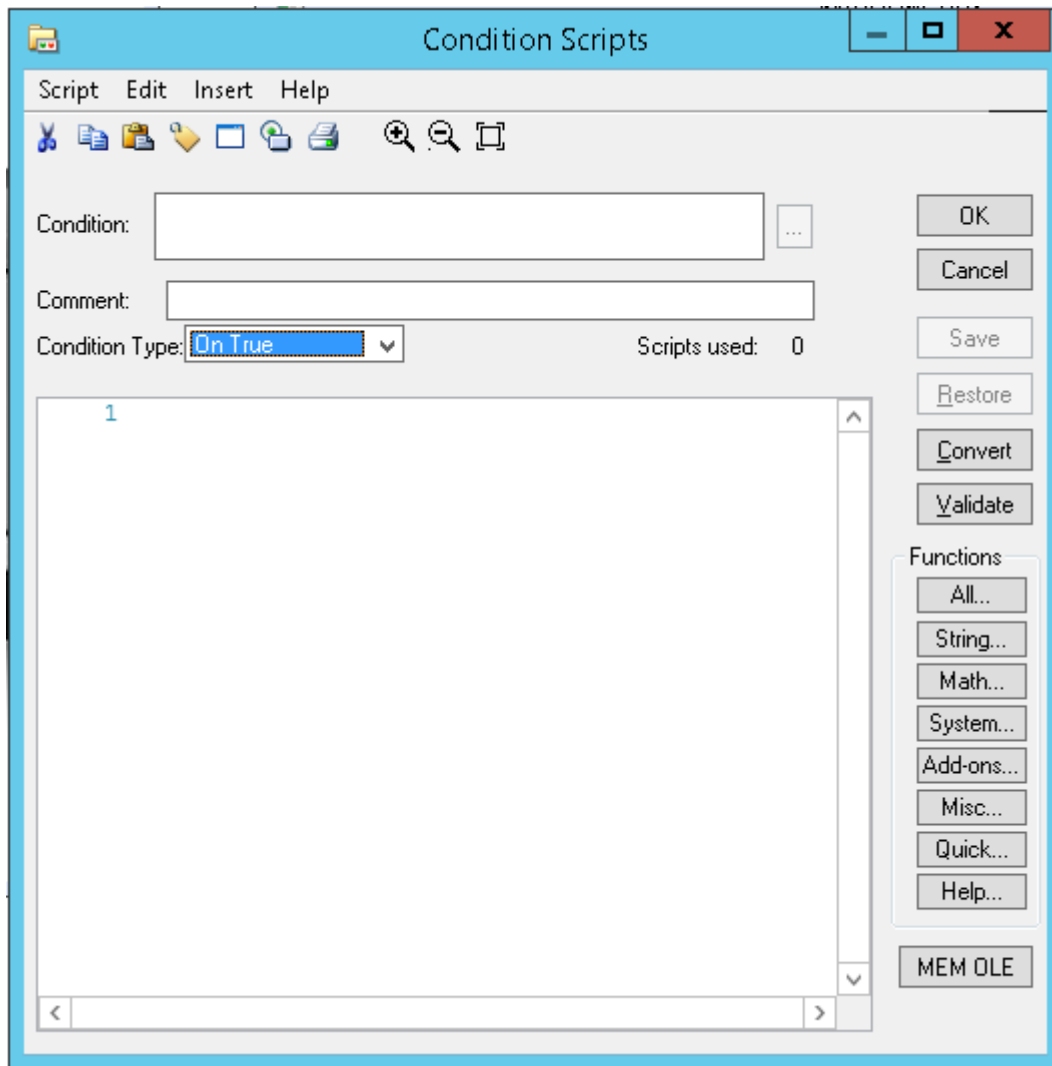 Condition Scripts
Script Edit Insert Help
Condition:
...
OK
Cancel
Comment:
Condition Type: On True
Scripts used: 0
Save
Restore
1
Convert
Validate
Functions
All...
String...
Math...
System...
Add-ons...
Misc...
Quick...
Help...
MEM OLE